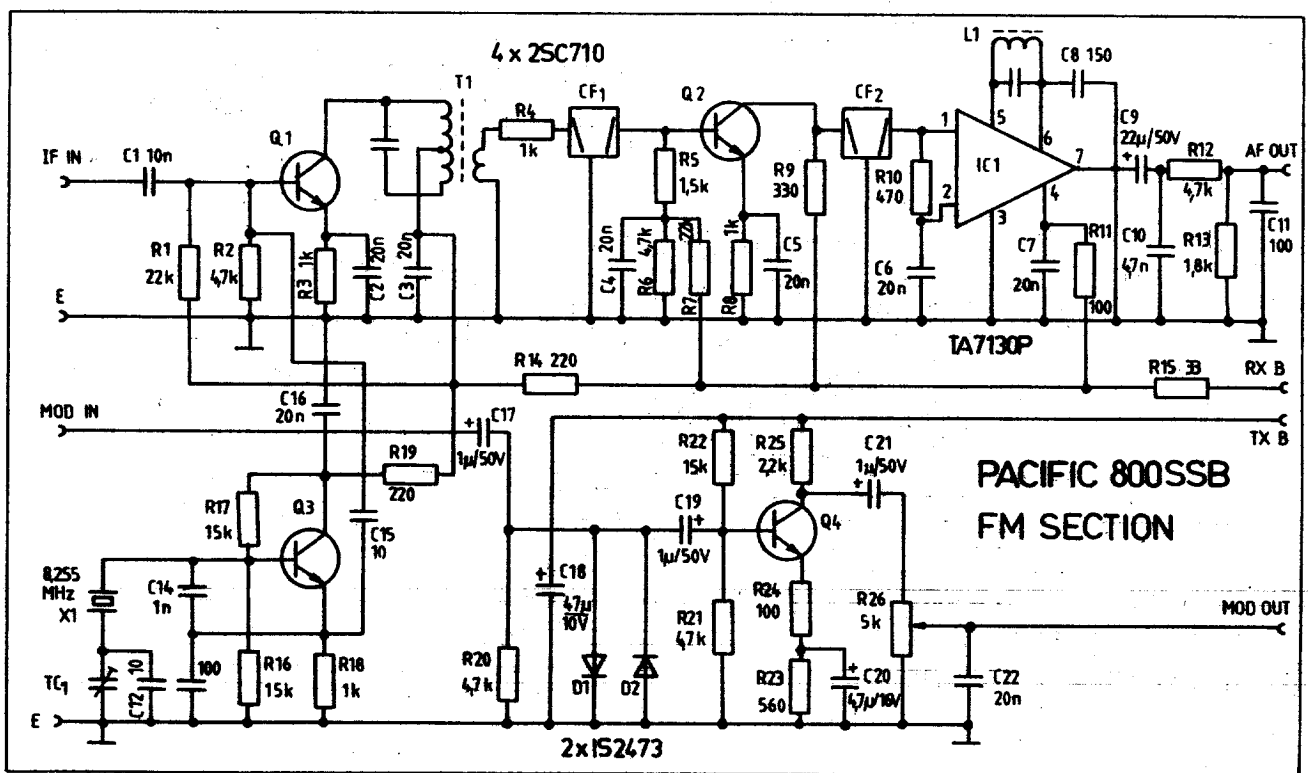 4 x 2SC710
L1
C8 150
T1
CF1
Q2
CF2
R4
1k
Q1
5
6
C9
22µ/50V
1
IC1
7
R12
4,7k
AF OUT
IF IN
C1 10n
R5
1,5k
R9
330
R10
470
2
3
4
R1
22k
R2
4,7k
R3 1k
C2 20n
C3 20n
C4 20n
R6 4,7k
R7 22k
R8 1k
C5
20n
C6
20n
C7
20n
R11
100
C10
4,7n
R13
1,8k
C11
100
E
TA7130P
R14 220
R15 33
RX B
C16
20n
MOD IN
C17
1µ/50V
TX B
R19
220
R22
15k
R25
2,2k
C21
1µ/50V
PACIFIC 800SSB
FM SECTION
R17
15k
Q3
C15
10
C19
1µ/50V
Q4
8,255
MHz
X1
C14
1n
C18
47µ
10V
R24
100
R26
5k
MOD OUT
R21
4,7k
TC1
C12 10
100
R16
15k
R18
1k
R20
4,7k
D1
D2
R23
560
C20
4,7µ/16V
C22
20n
E
2x1S2473